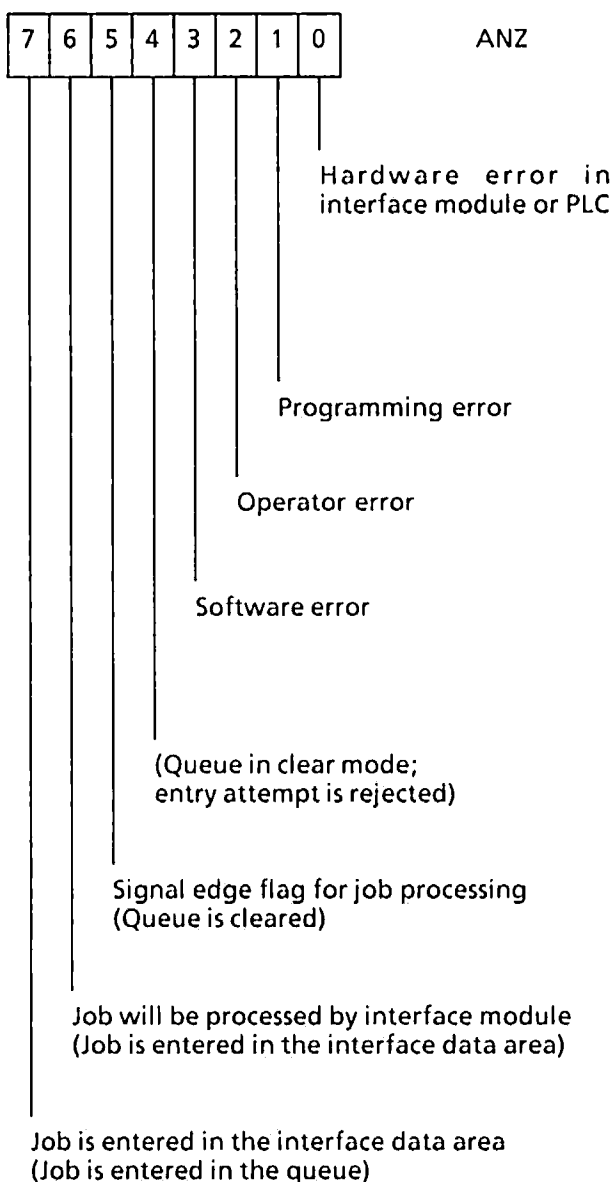 7 6 5 4 3 2 1 0 ANZ
Hardware error in
interface module or PLC
Programming error
Operator error
Software error
(Queue in clear mode;
entry attempt is rejected)
Signal edge flag for job processing
(Queue is cleared)
Job will be processed by interface module
(Job is entered in the interface data area)
Job is entered in the interface data area
(Job is entered in the queue)